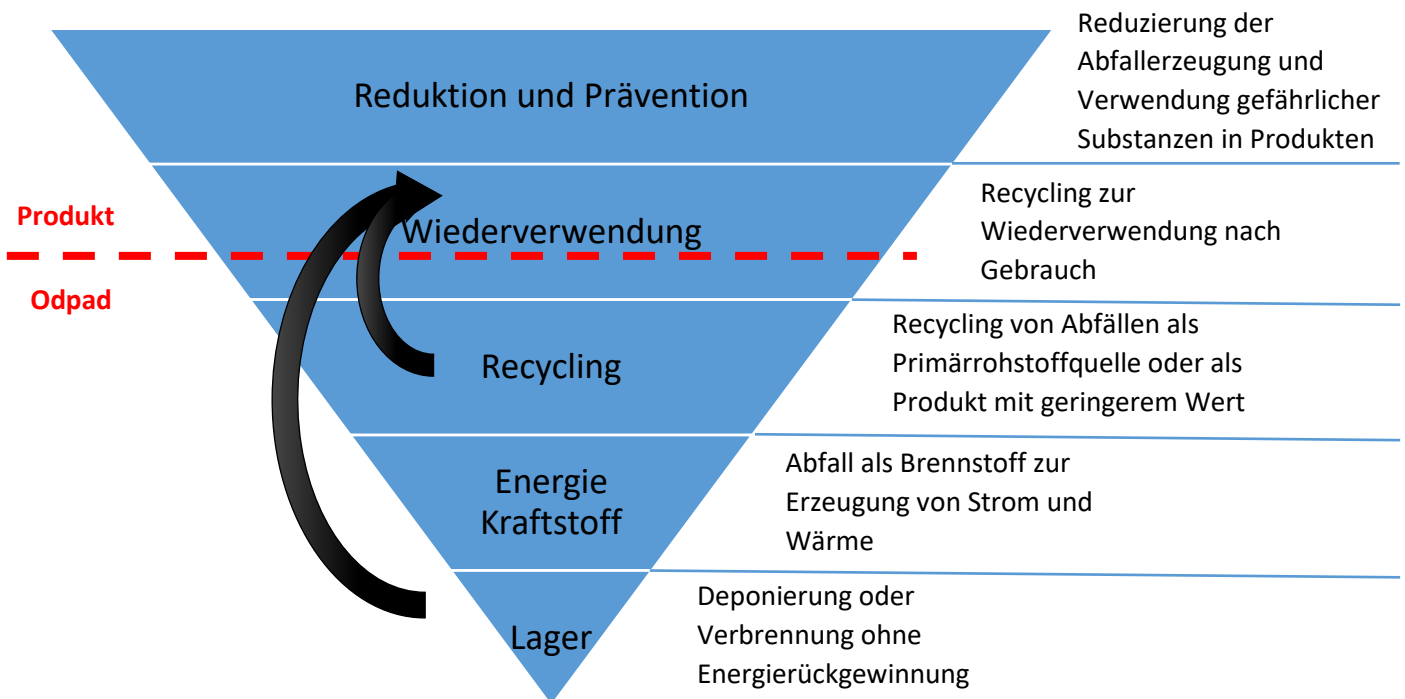 Reduktion und Prävention
Reduzierung der
Abfallerzeugung und
Verwendung gefährlicher
Substanzen in Produkten
Produkt
Wiederverwendung
Recycling zur
Wiederverwendung nach
Gebrauch
Odpad
Recycling
Recycling von Abfällen als
Primärrohstoffquelle oder als
Produkt mit geringerem Wert
Energie
Kraftstoff
Abfall als Brennstoff zur
Erzeugung von Strom und
Wärme
Lager
Deponierung oder
Verbrennung ohne
Energierückgewinnung